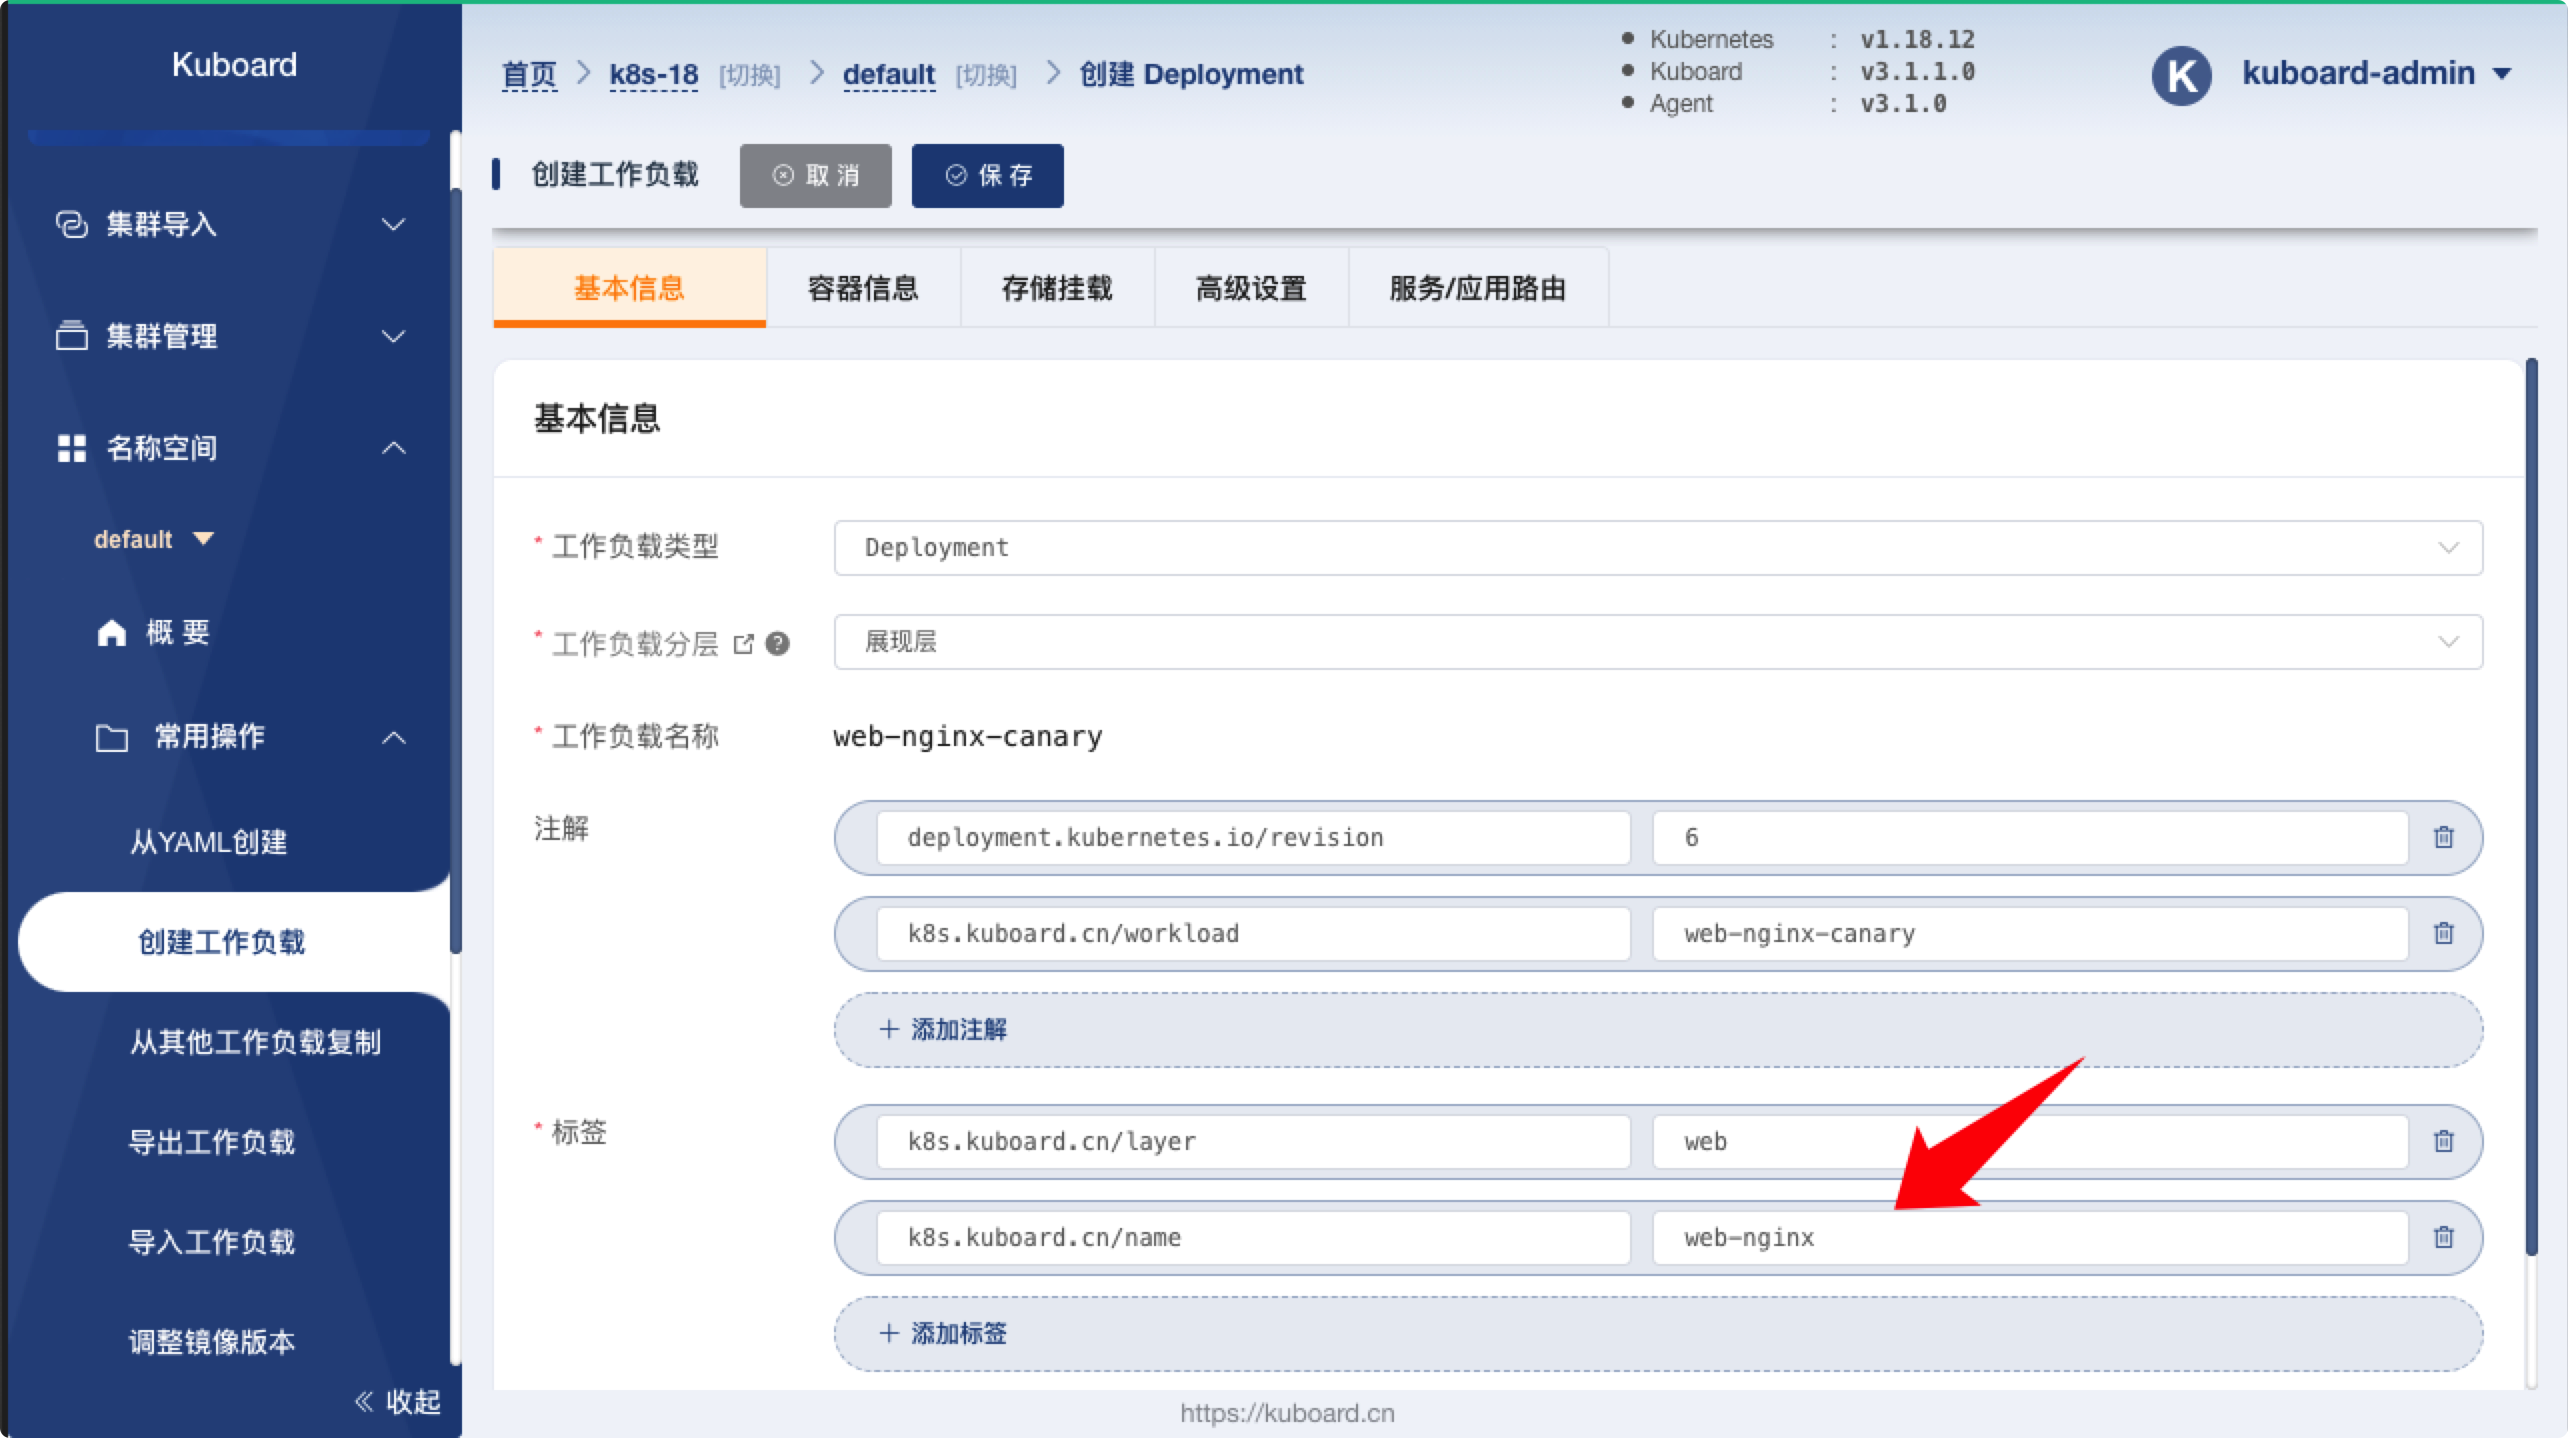 Kuboard
集群导入
集群管理
名称空间
default
概 要
常用操作
从YAML创建
创建工作负载
从其他工作负载复制
导出工作负载
导入工作负载
调整镜像版本
收起
首页 > k8s-18 [切换] > default [切换] > 创建 Deployment
Kubernetes : v1.18.12
Kuboard : v3.1.1.0
Agent : v3.1.0
K kuboard-admin
创建工作负载 取 消 保 存
基本信息 容器信息 存储挂载 高级设置 服务/应用路由
基本信息
* 工作负载类型 Deployment
* 工作负载分层 ? 展现层
* 工作负载名称 web-nginx-canary
注解 deployment.kubernetes.io/revision 6
k8s.kuboard.cn/workload web-nginx-canary
+ 添加注解
* 标签 k8s.kuboard.cn/layer web
k8s.kuboard.cn/name web-nginx
+ 添加标签
https://kuboard.cn